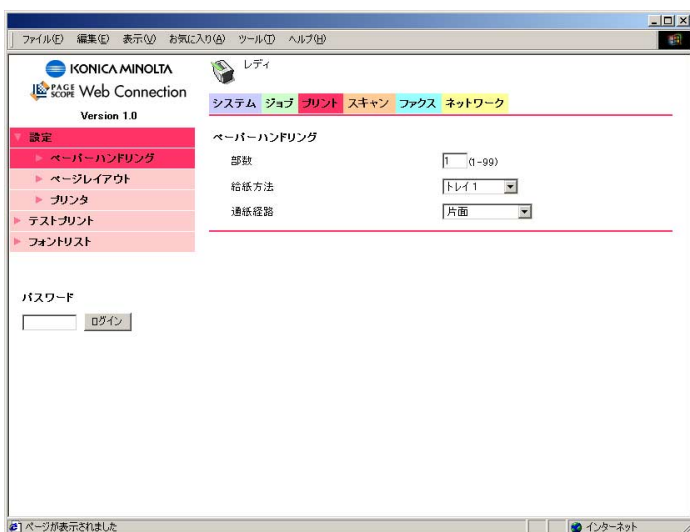 ファイル(F) 編集(E) 表示(V) お気に入り(A) ツール(T) ヘルプ(H)
KONICA MINOLTA
レディ
PAGE SCOPE Web Connection
Version 1.0
システム ジョブ プリント スキャン ファクス ネットワーク
設定
ペーパーハンドリング
ページレイアウト
プリンタ
テストプリント
フォントリスト
パスワード
ログイン
ペーパーハンドリング
部数 1 (1-99)
給紙方法 トレイ 1
通紙経路 片面
ページが表示されました インターネット